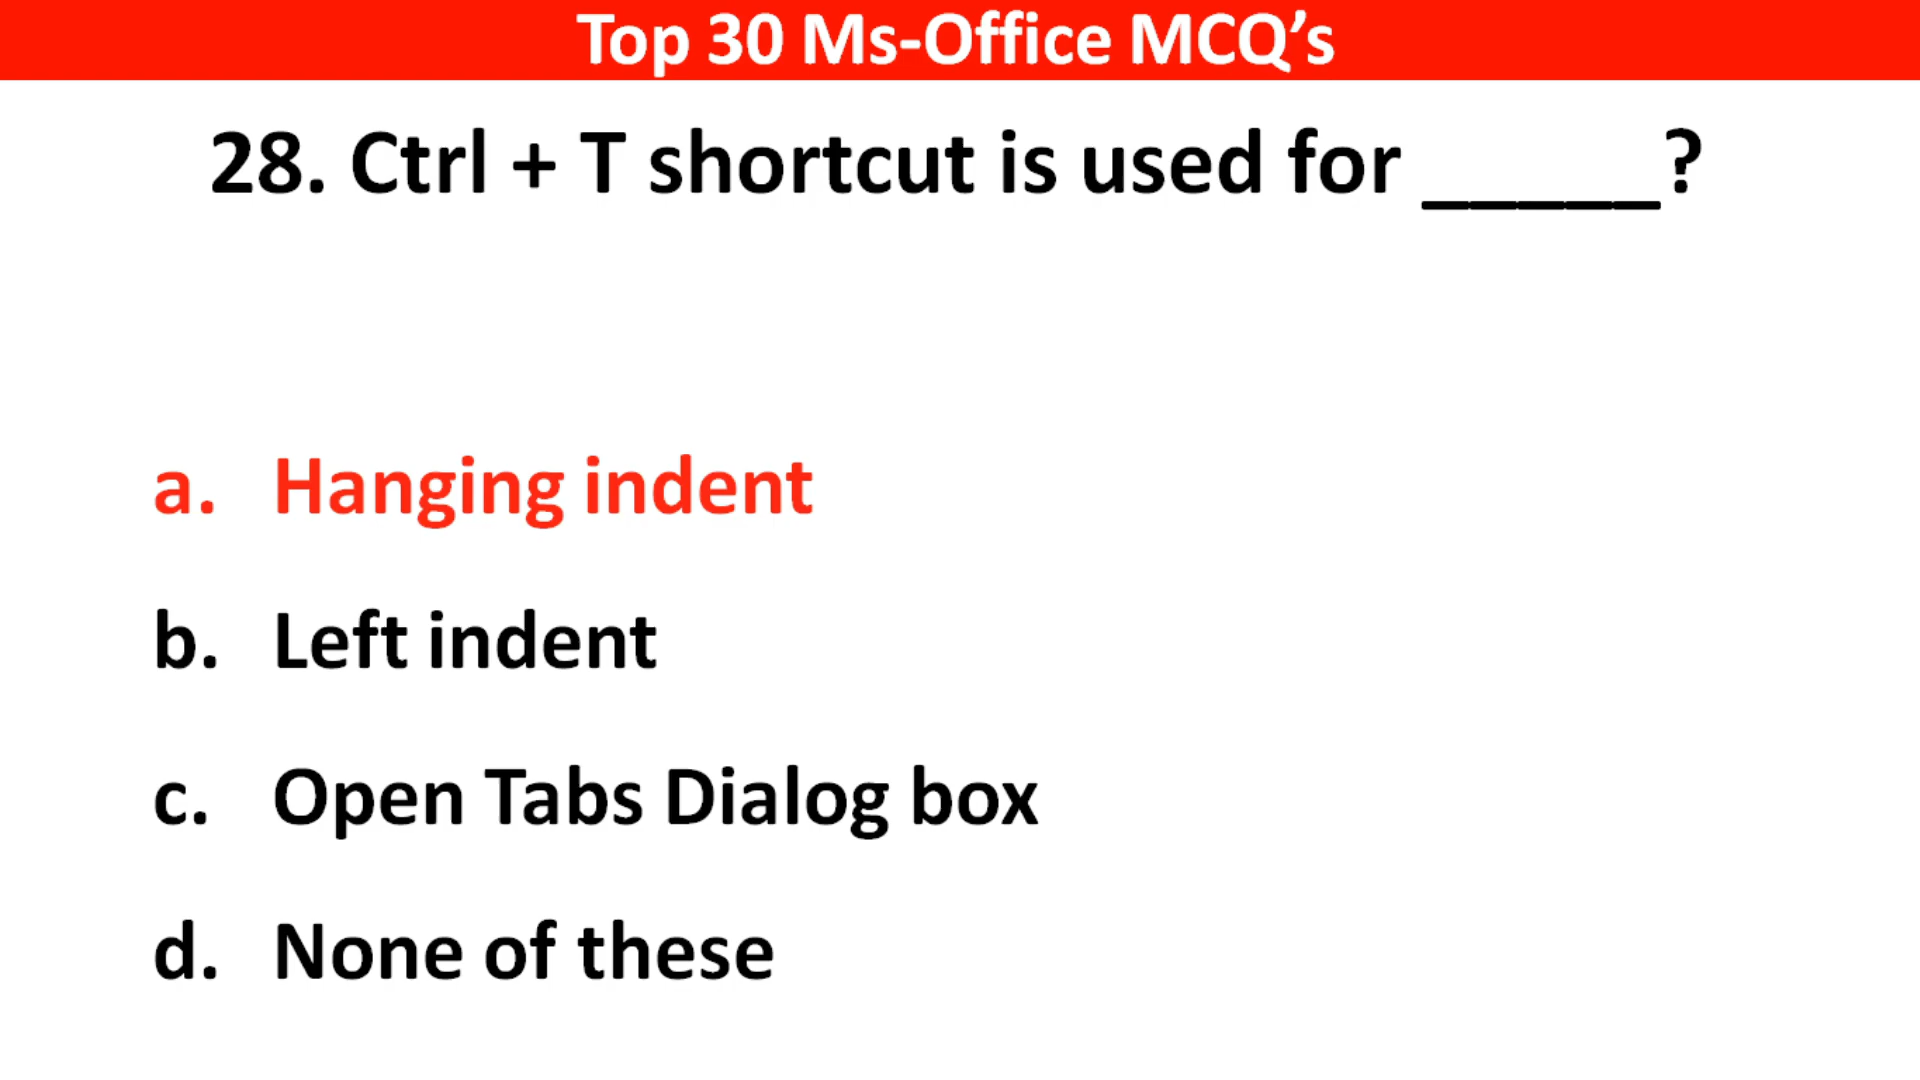 Top 30 Ms-Office MCQ’s
28. Ctrl + T shortcut is used for _____?
a. Hanging indent
b. Left indent
c. Open Tabs Dialog box
d. None of these